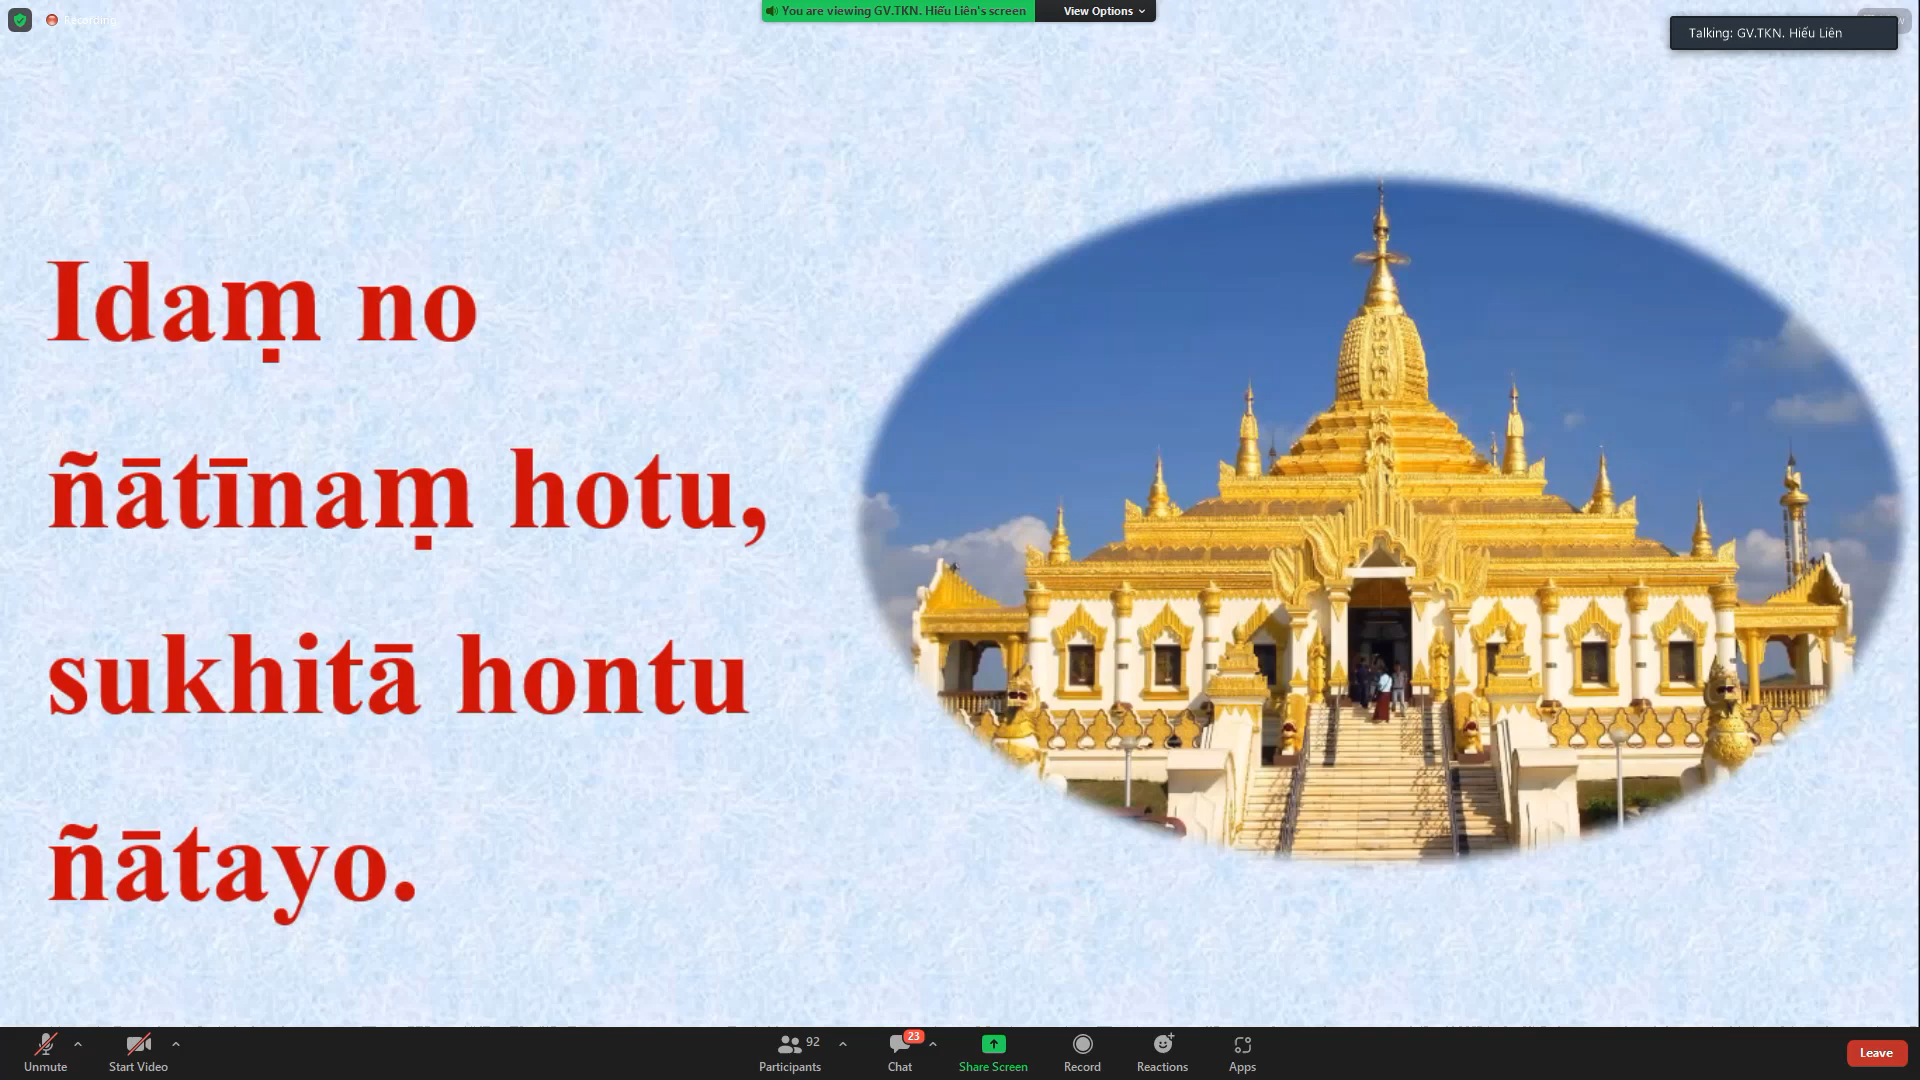 Recording
You are viewing GV.TKN. Hiếu Liên's screen
View Options
Talking: GV.TKN. Hiếu Liên
Idaṃ no
ñātīnaṃ hotu,
sukhitā hontu
ñātayo.
Unmute
Start Video
92
Participants
23
Chat
Share Screen
Record
Reactions
Apps
Leave